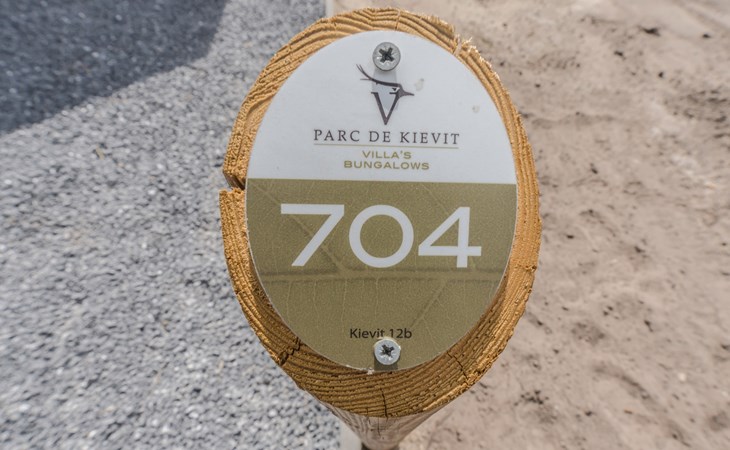 PARC DE KIEVIT
VILLA'S
BUNGALOWS
704
Kievit 12b